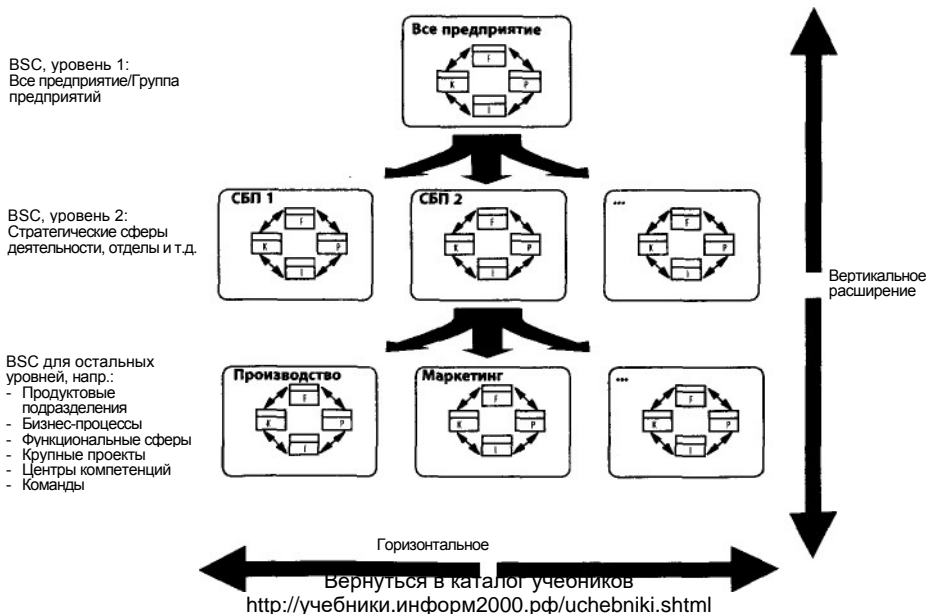 Все предприятие
F
K
P
I
BSC, уровень 1:
Все предприятие/Группа
предприятий
СБП 1
F
K
P
I
СБП 2
F
K
P
I
...
F
K
P
I
BSC, уровень 2:
Стратегические сферы
деятельности, отделы и т.д.
Вертикальное
расширение
BSC для остальных
уровней, напр.:
- Продуктовые
подразделения
- Бизнес-процессы
- Функциональные сферы
- Крупные проекты
- Центры компетенций
- Команды
Производство
F
K
P
I
Маркетинг
F
K
P
I
...
F
K
P
I
Горизонтальное
Вернуться в каталог учебников
http://учебники.информ2000.рф/uchebniki.shtml